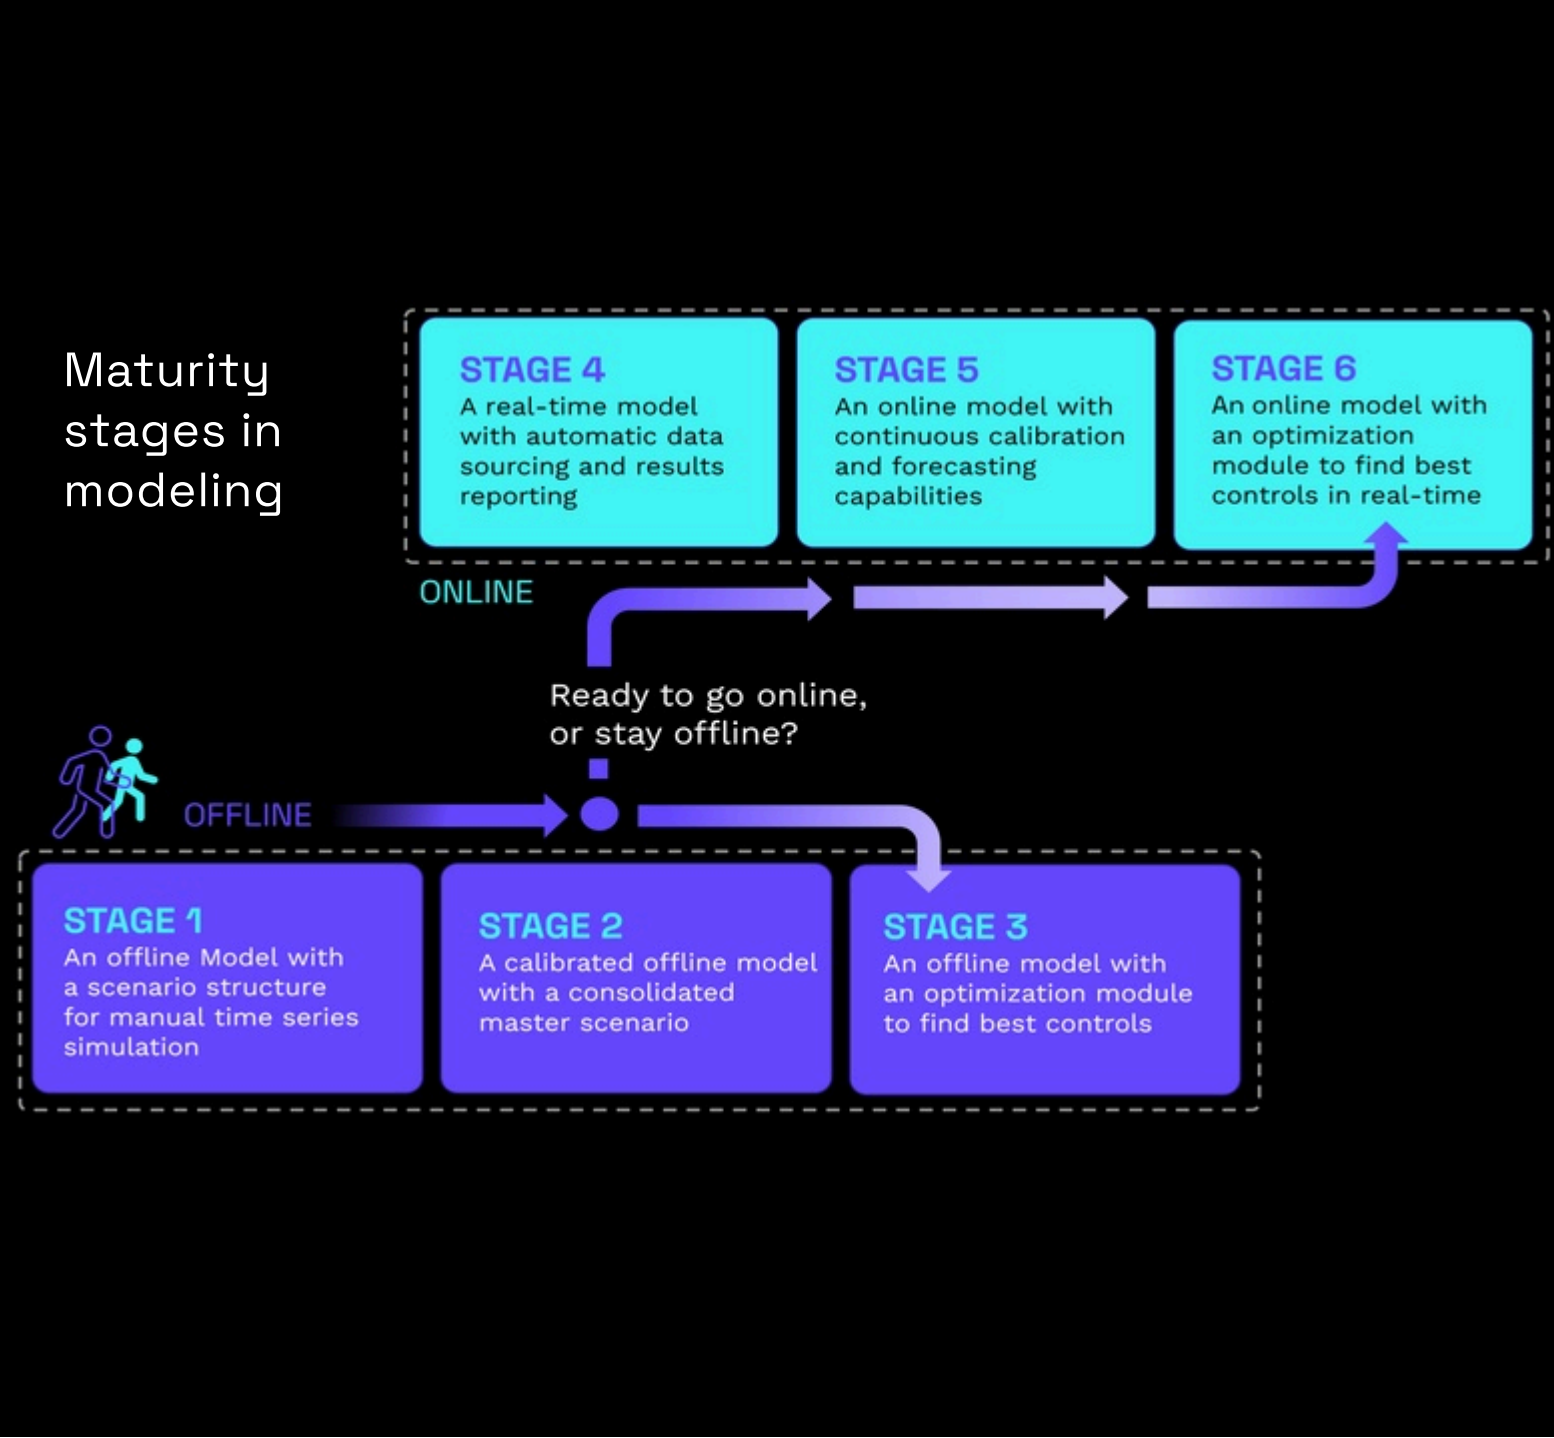 Maturity
stages in
modeling
STAGE 4
A real-time model
with automatic data
sourcing and results
reporting
STAGE 5
An online model with
continuous calibration
and forecasting
capabilities
STAGE 6
An online model with
an optimization
module to find best
controls in real-time
ONLINE
Ready to go online,
or stay offline?
OFFLINE
STAGE 1
An offline Model with
a scenario structure
for manual time series
simulation
STAGE 2
A calibrated offline model
with a consolidated
master scenario
STAGE 3
An offline model with
an optimization module
to find best controls